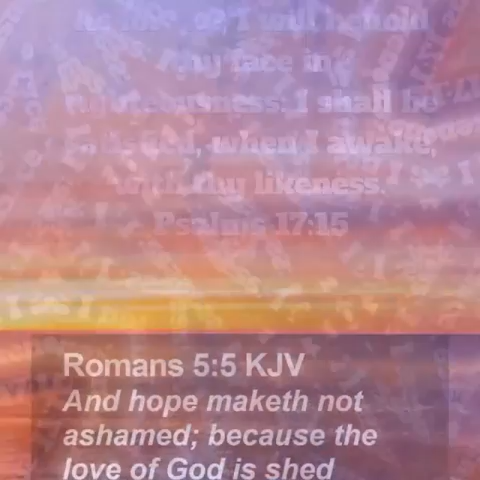 As for me, I will behold
thy face in
righteousness: I shall be
satisfied, when I awake,
with thy likeness.
Psalms 17:15
Romans 5:5 KJV
And hope maketh not
ashamed; because the
love of God is shed